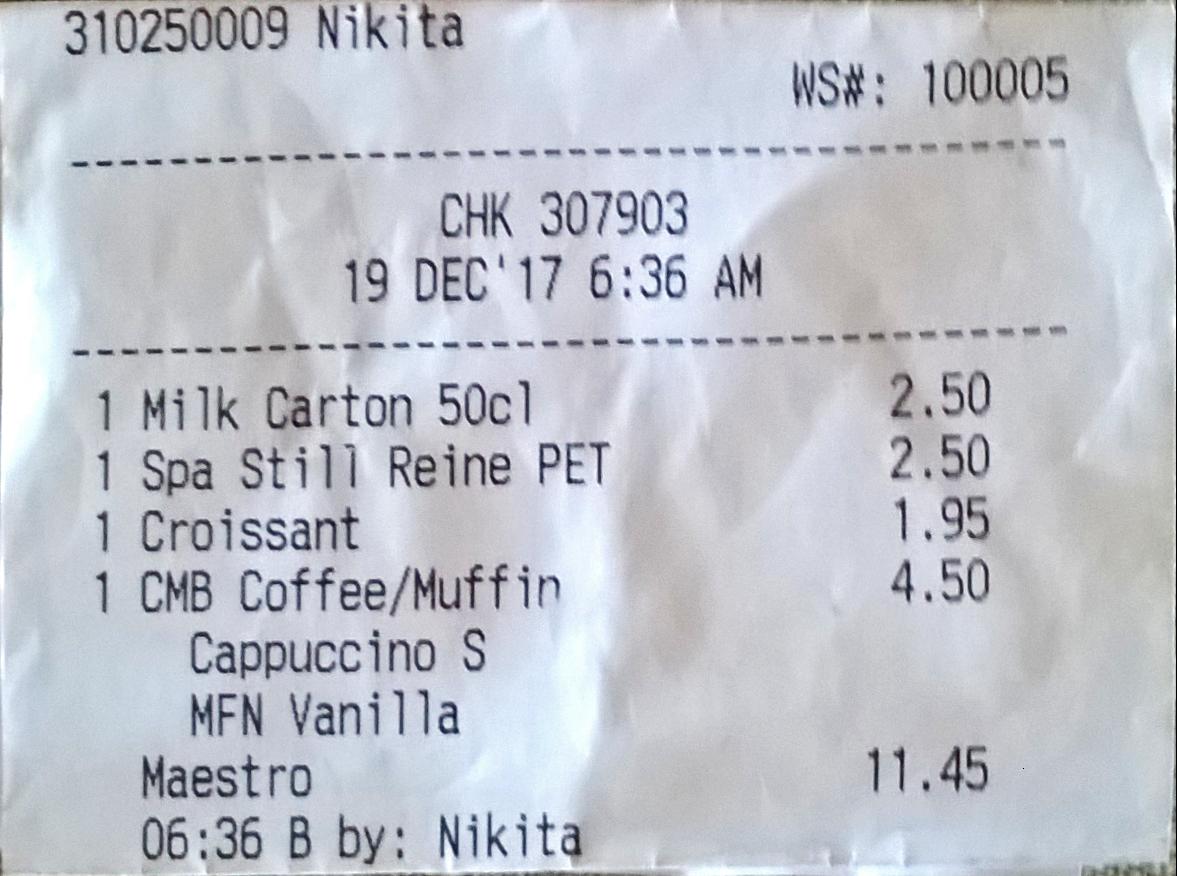 310250009 Nikita
WS#: 100005
----------------------------------------
CHK 307903
19 DEC'17 6:36 AM
----------------------------------------
1 Milk Carton 50cl 2.50
1 Spa Still Reine PET 2.50
1 Croissant 1.95
1 CMB Coffee/Muffin 4.50
Cappuccino S
MFN Vanilla
Maestro 11.45
06:36 B by: Nikita